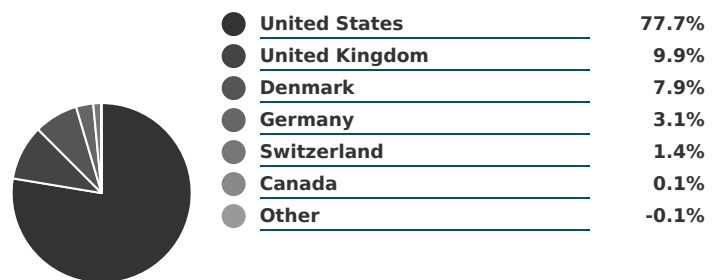 United States 77.7%
United Kingdom 9.9%
Denmark 7.9%
Germany 3.1%
Switzerland 1.4%
Canada 0.1%
Other -0.1%